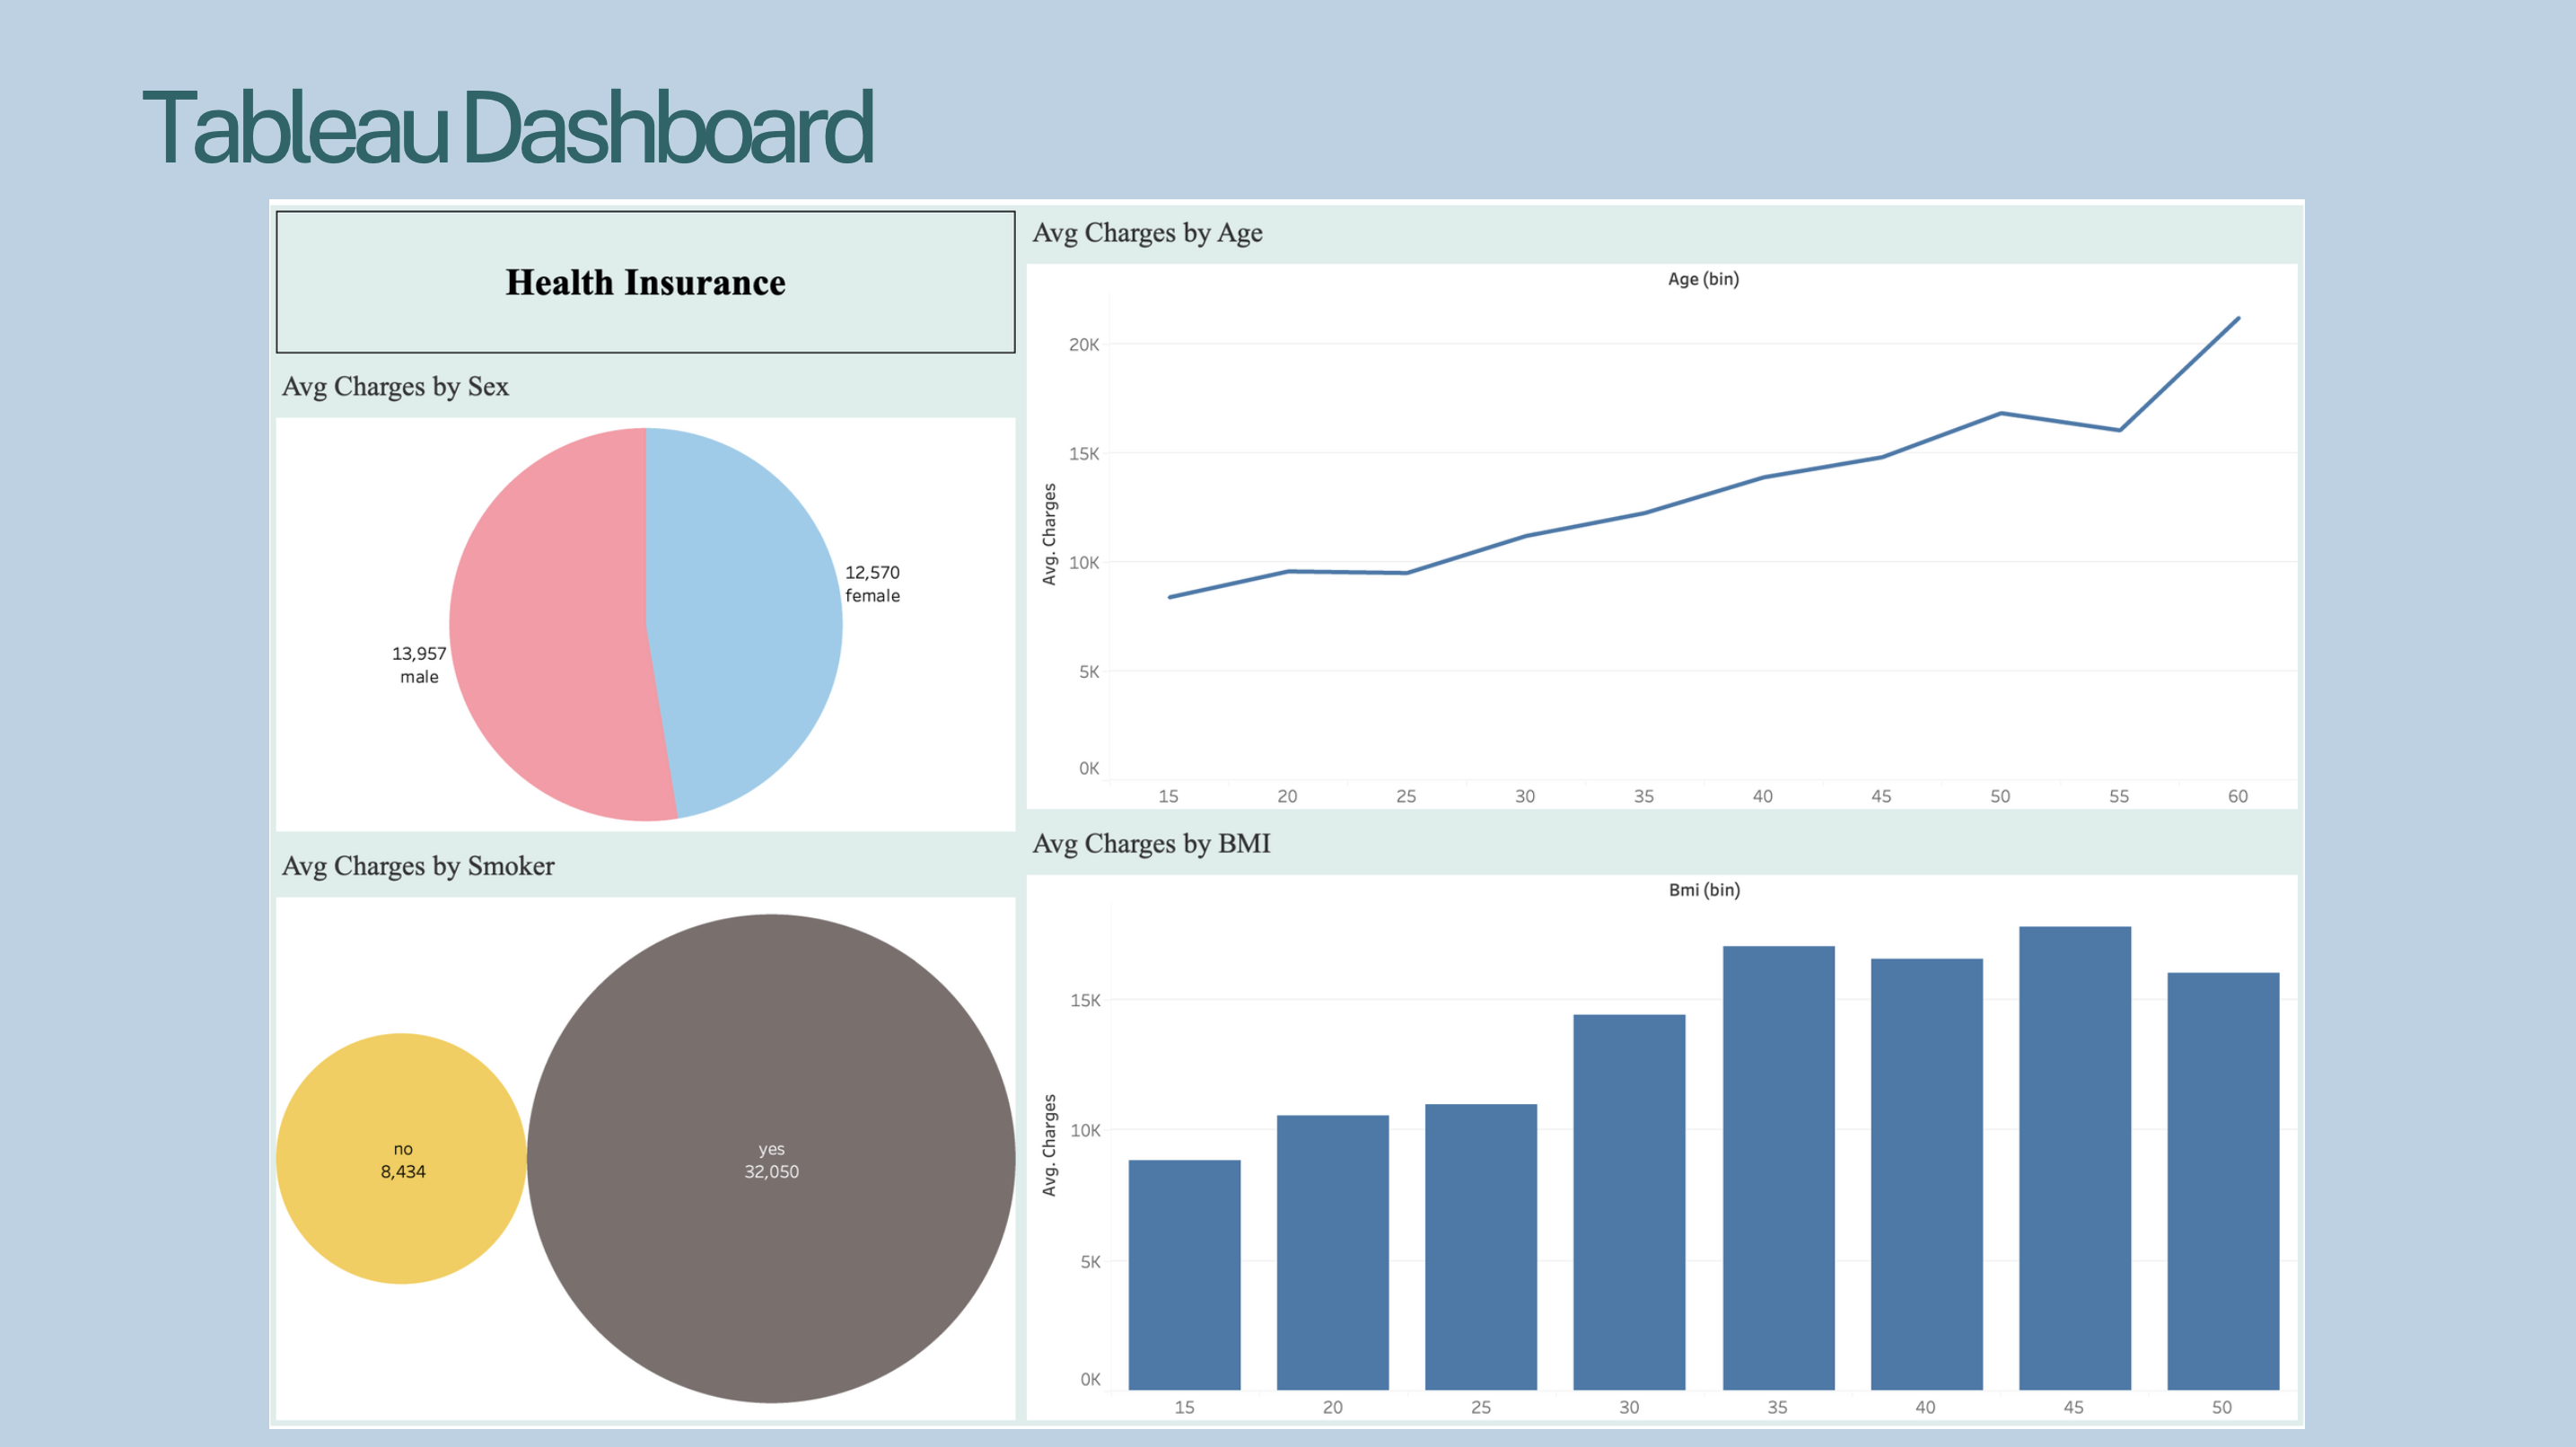 Tableau Dashboard
Health Insurance
Avg Charges by Sex
12,570
female
13,957
male
Avg Charges by Smoker
no
8,434
yes
32,050
Avg Charges by Age
Age (bin)
Avg. Charges
20K
15K
10K
5K
0K
15 20 25 30 35 40 45 50 55 60
Avg Charges by BMI
Bmi (bin)
Avg. Charges
15K
10K
5K
0K
15 20 25 30 35 40 45 50